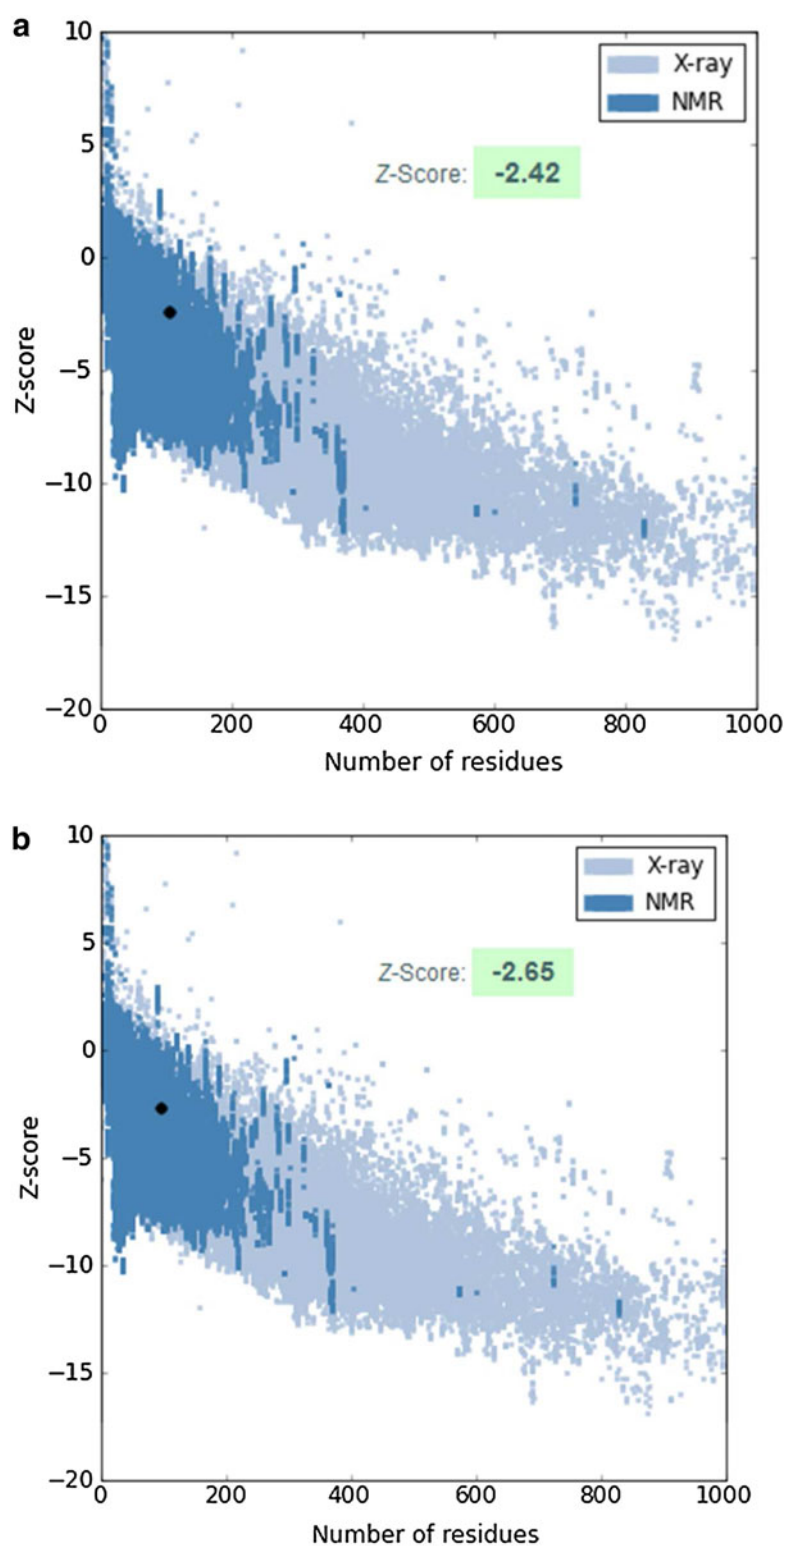 a
10
X-ray
NMR
5
Z-Score: -2.42
0
Z-score
−5
−10
−15
−20
0 200 400 600 800 1000
Number of residues
b
10
X-ray
NMR
5
Z-Score: -2.65
0
Z-score
−5
−10
−15
−20
0 200 400 600 800 1000
Number of residues